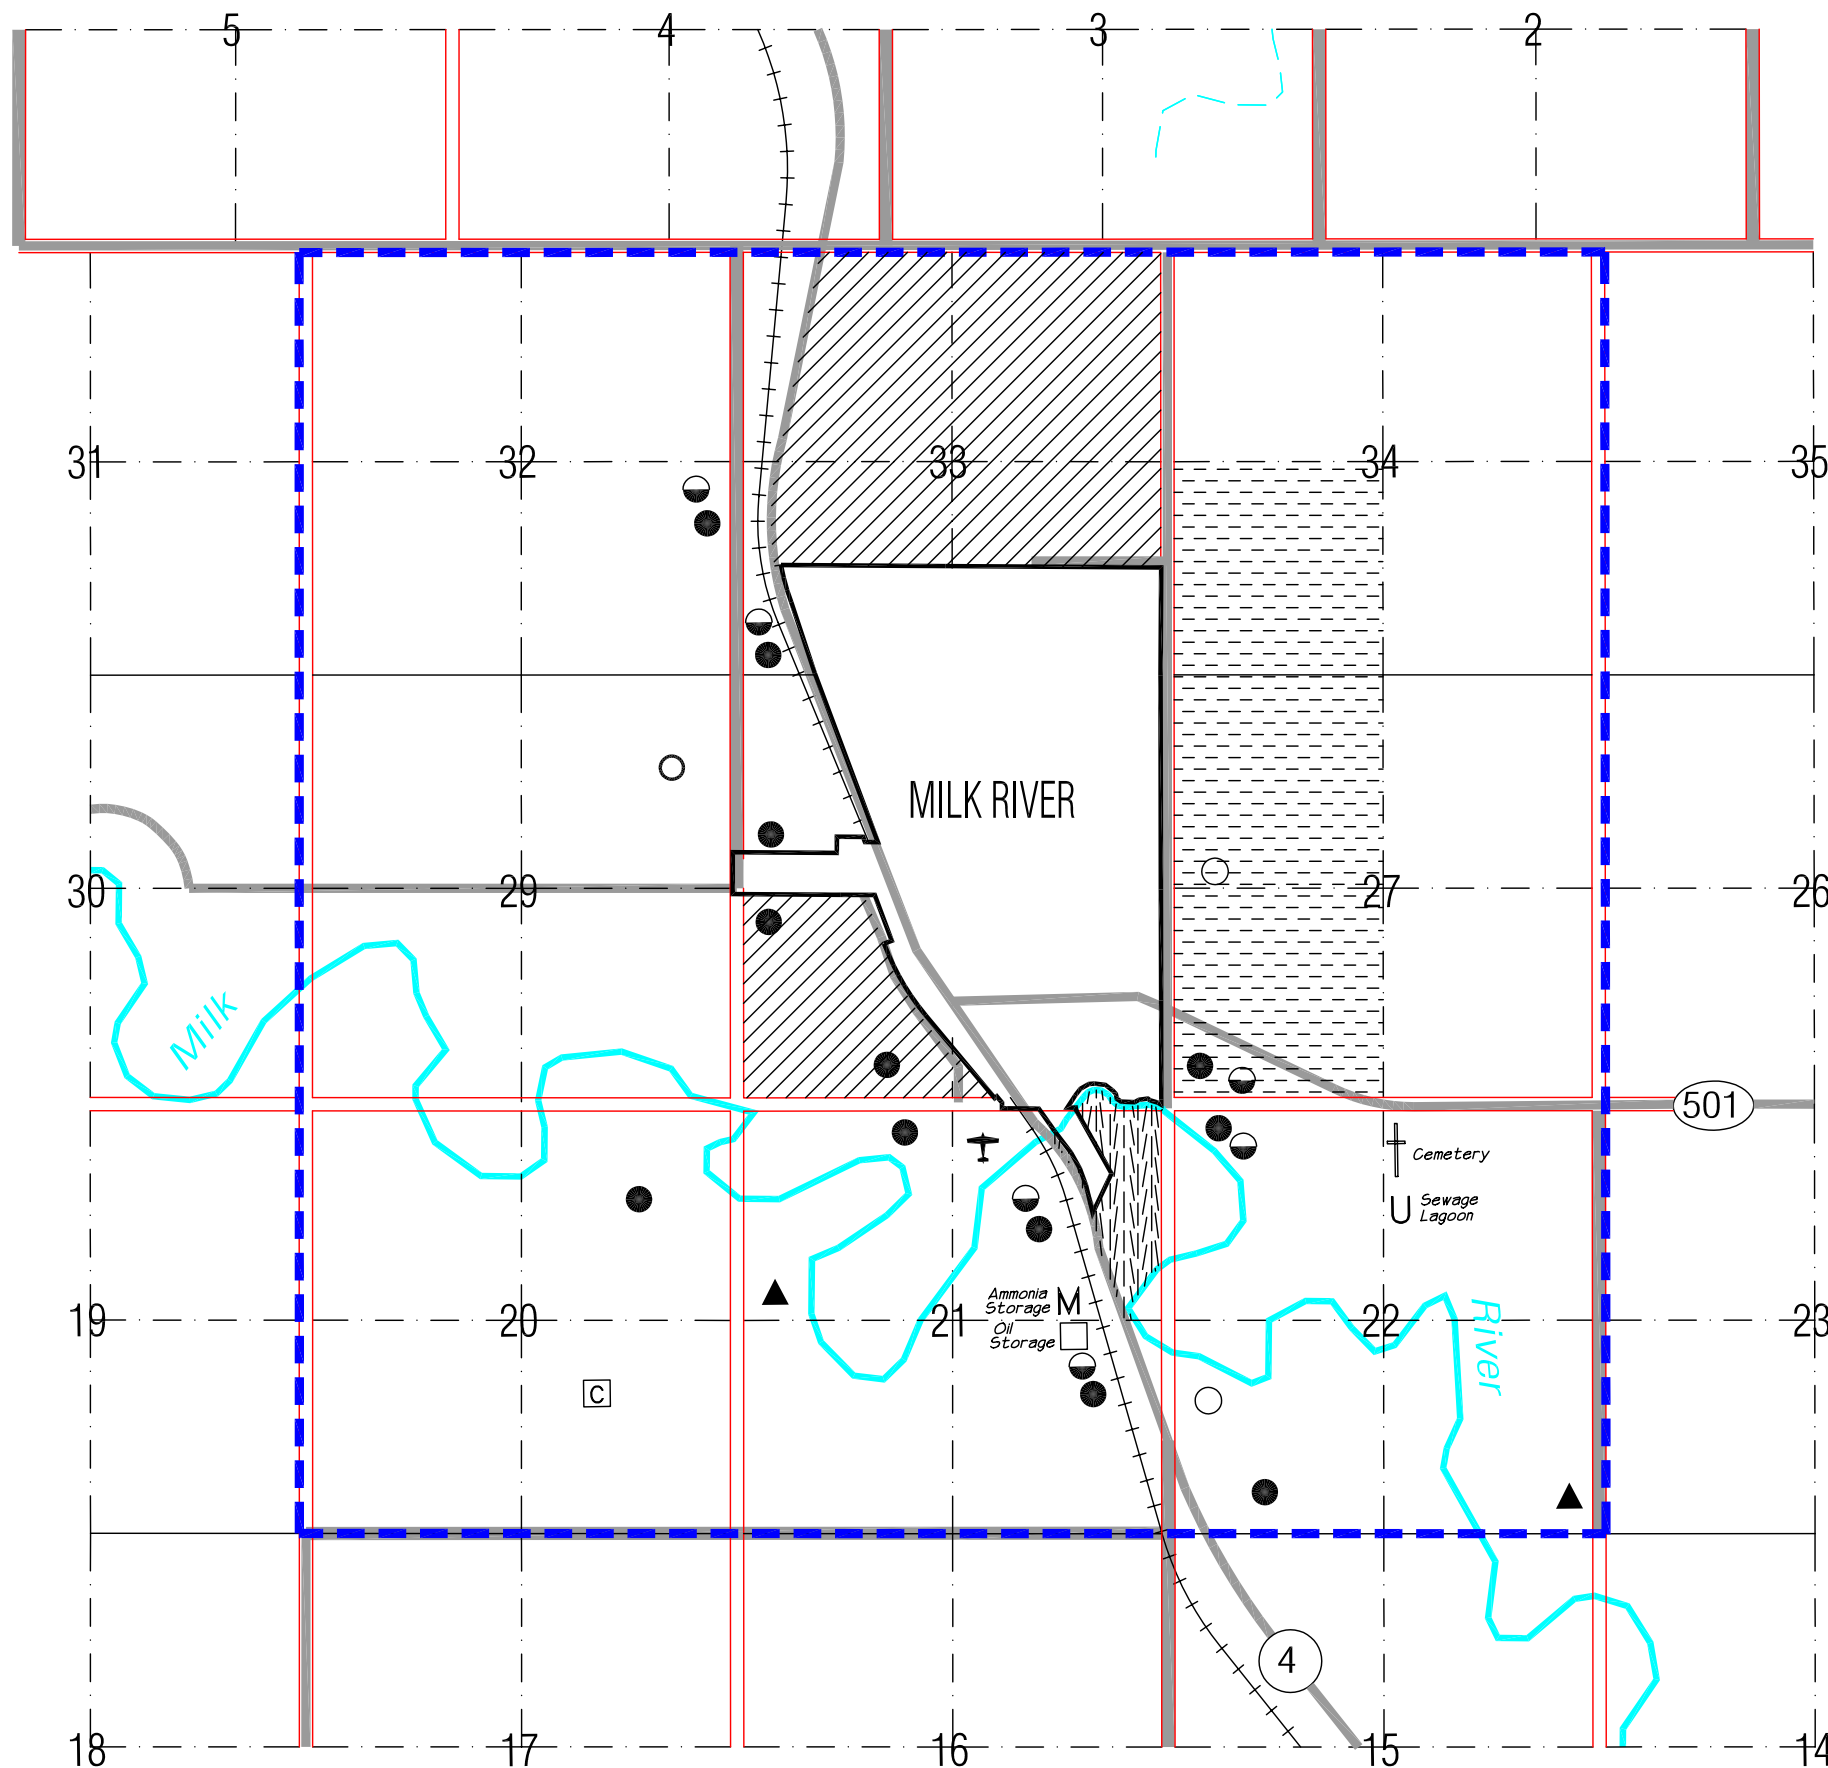 5 4 3 2
31 32 33 34 35
MILK RIVER
30 29 27 26
Milk
501
Cemetery
Sewage
Lagoon
Ammonia
Storage M
Oil
Storage
19 20 21 22 23
River
C
4
18 17 16 15 14